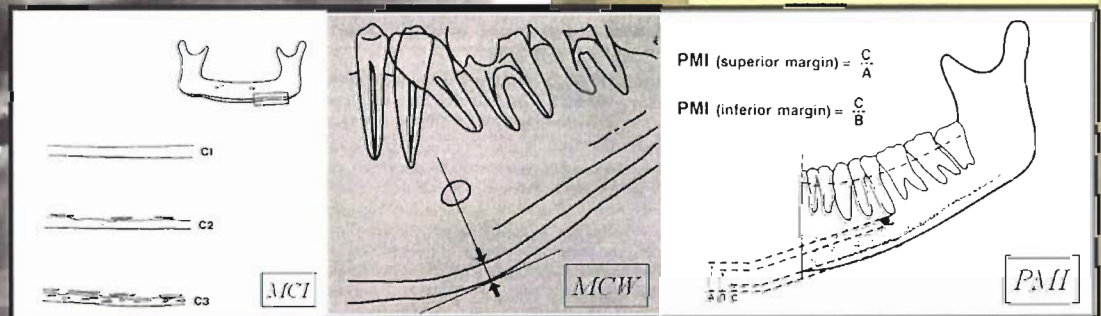 C1
C2
C3
MCI
MCW
PMI (superior margin) = C
A
PMI (inferior margin) = C
B
A B C
PMI